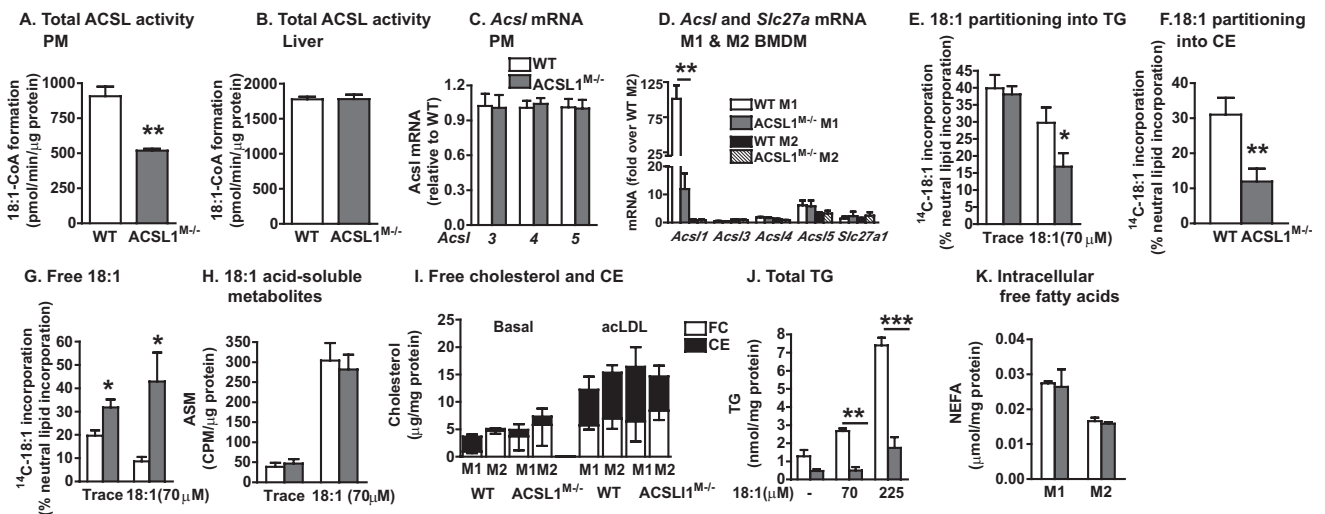 A. Total ACSL activity
PM
18:1-CoA formation
(pmol/min/µg protein)
1000
750
500
250
0
**
WT ACSL1M-/-
B. Total ACSL activity
Liver
18:1-CoA formation
(pmol/min/µg protein)
2000
1500
1000
500
0
WT ACSL1M-/-
C. Acsl mRNA
PM
WT
ACSL1M-/-
Acsl mRNA
(relative to WT)
1.2
0.9
0.6
0.3
0.0
Acsl 3 4 5
D. Acsl and Slc27a mRNA
M1 & M2 BMDM
mRNA (fold over WT M2)
125
100
75
20
10
0
**
WT M1
ACSL1M-/- M1
WT M2
ACSL1M-/- M2
Acsl1 Acsl3 Acsl4 Acsl5 Slc27a1
E. 18:1 partitioning into TG
14C-18:1 incorporation
(% neutral lipid incorporation)
45
40
35
30
25
20
15
10
5
0
*
Trace 18:1(70 µM)
F.18:1 partitioning
into CE
14C-18:1 incorporation
(% neutral lipid incorporation)
40
30
20
10
0
**
WT ACSL1M-/-
G. Free 18:1
14C-18:1 incorporation
(% neutral lipid incorporation)
60
50
40
30
20
10
0
*
*
Trace 18:1(70 µM)
H. 18:1 acid-soluble
metabolites
ASM
(CPM/µg protein)
400
350
300
250
200
150
100
50
0
Trace 18:1 (70µM)
I. Free cholesterol and CE
Cholesterol
(µg/mg protein)
25
20
15
10
5
0
Basal
acLDL
FC
CE
M1 M2 M1M2 M1 M2 M1 M2
WT ACSL1M-/- WT ACSLl1M-/-
J. Total TG
TG
(nmol/mg protein)
8
7
6
5
4
3
2
1
0
**
***
18:1(µM) - 70 225
K. Intracellular
free fatty acids
NEFA
(µmol/mg protein)
0.04
0.03
0.02
0.01
0.00
M1 M2